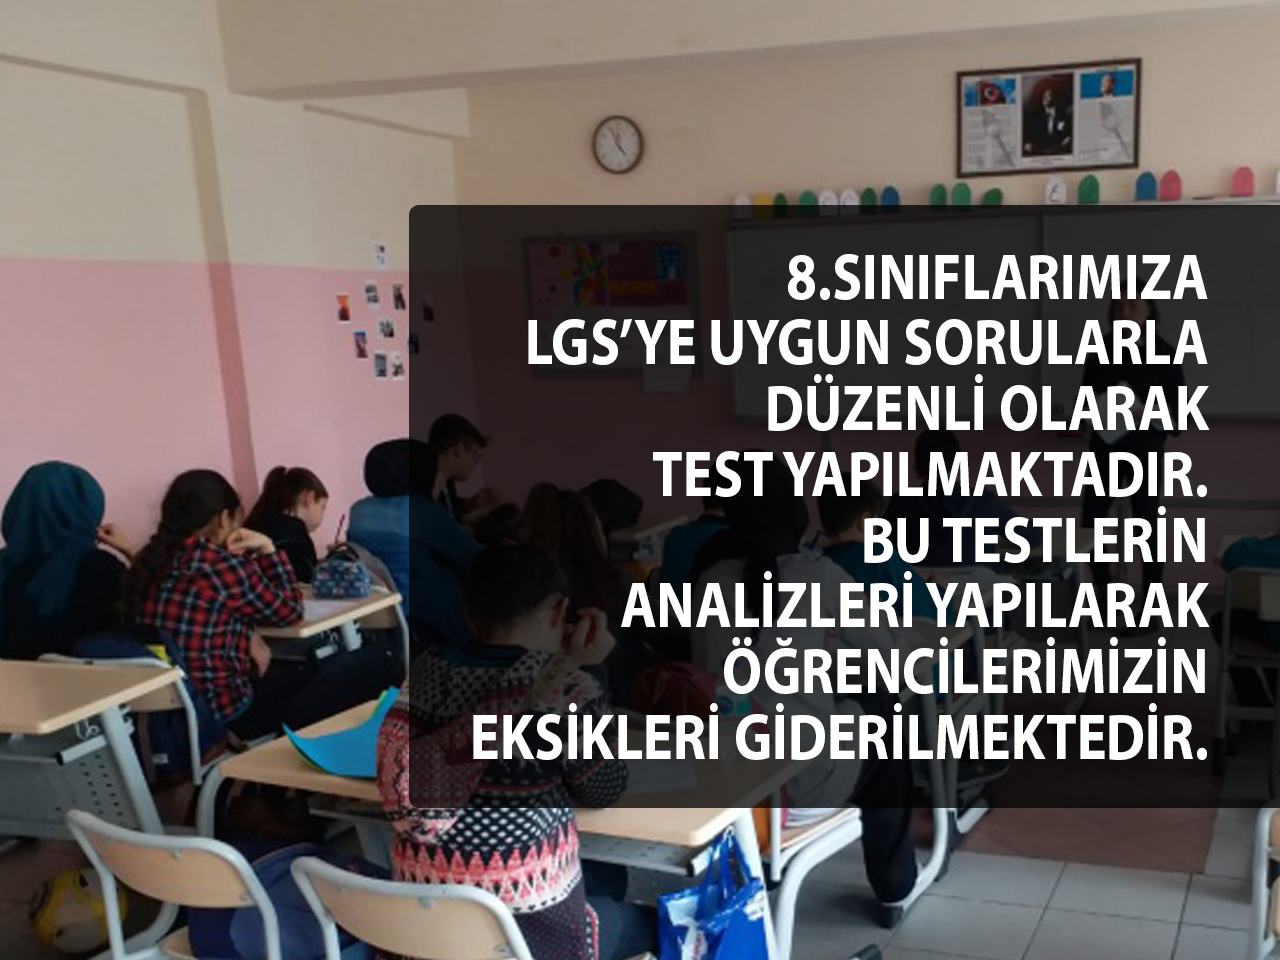 8.SINIFLARIMIZA
LGS’YE UYGUN SORULARLA
DÜZENLİ OLARAK
TEST YAPILMAKTADIR.
BU TESTLERİN
ANALİZLERİ YAPILARAK
ÖĞRENCİLERİMİZİN
EKSİKLERİ GİDERİLMEKTEDİR.